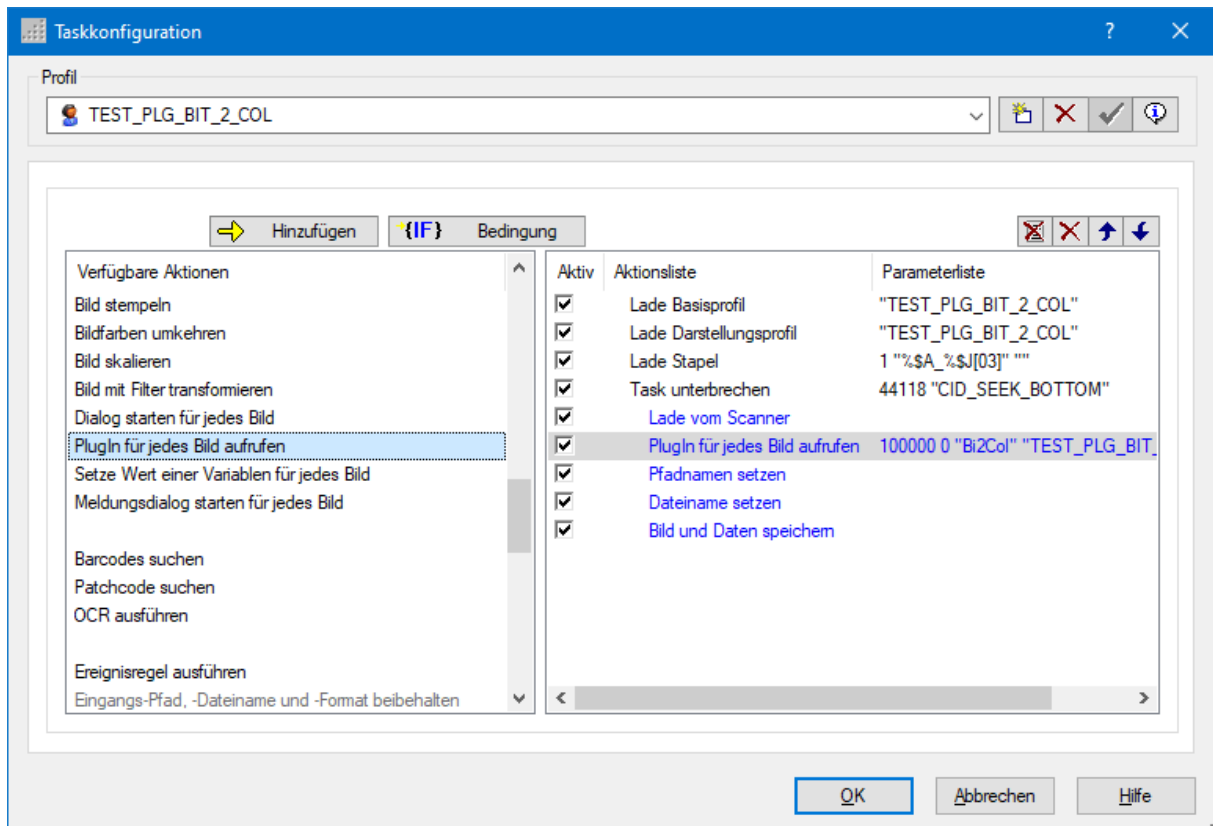 Taskkonfiguration
?
Profil
TEST_PLG_BIT_2_COL
Hinzufügen
{IF} Bedingung
Verfügbare Aktionen
Bild stempeln
Bildfarben umkehren
Bild skalieren
Bild mit Filter transformieren
Dialog starten für jedes Bild
PlugIn für jedes Bild aufrufen
Setze Wert einer Variablen für jedes Bild
Meldungsdialog starten für jedes Bild
Barcodes suchen
Patchcode suchen
OCR ausführen
Ereignisregel ausführen
Eingangs-Pfad, -Dateiname und -Format beibehalten
Aktiv Aktionsliste Parameterliste
Lade Basisprofil "TEST_PLG_BIT_2_COL"
Lade Darstellungsprofil "TEST_PLG_BIT_2_COL"
Lade Stapel 1 "%$A_%$J[03]" ""
Task unterbrechen 44118 "CID_SEEK_BOTTOM"
Lade vom Scanner
PlugIn für jedes Bild aufrufen 100000 0 "Bi2Col" "TEST_PLG_BIT_
Pfadnamen setzen
Dateiname setzen
Bild und Daten speichern
OK Abbrechen Hilfe